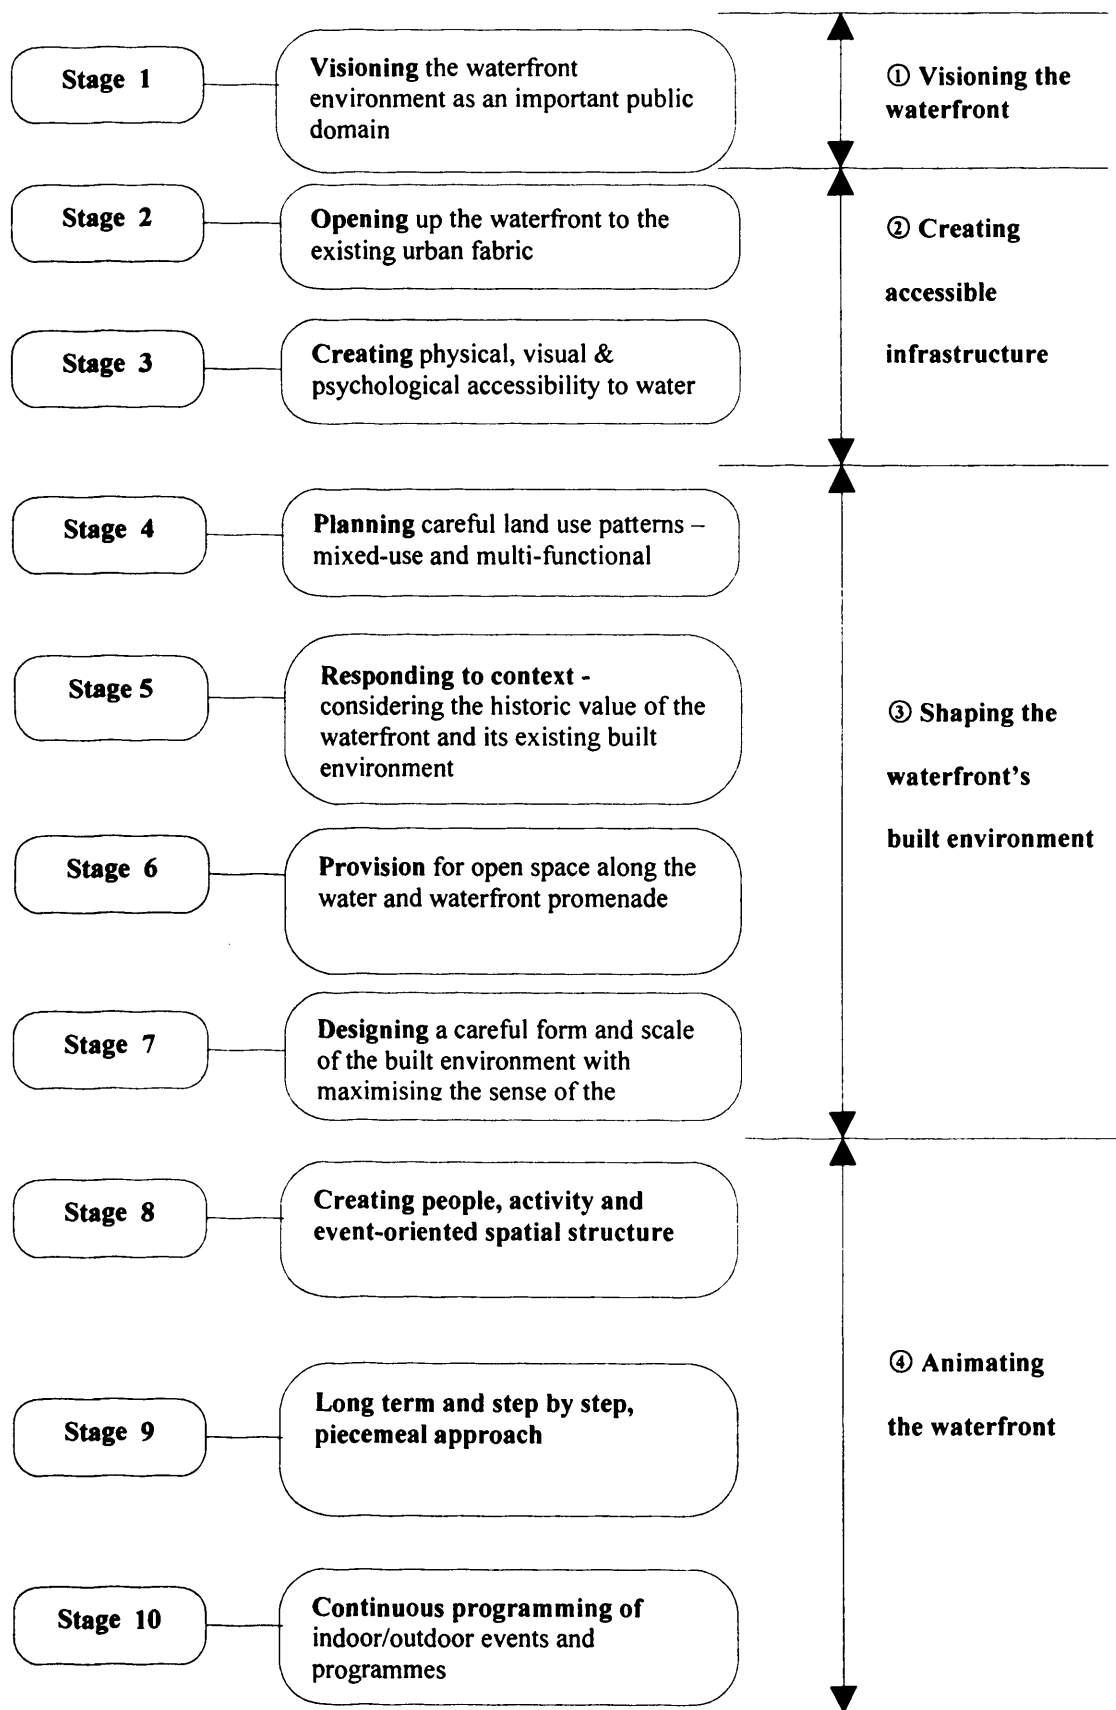 Stage 1
Visioning the waterfront
environment as an important public
domain
① Visioning the
waterfront
Stage 2
Opening up the waterfront to the
existing urban fabric
② Creating
accessible
infrastructure
Stage 3
Creating physical, visual &
psychological accessibility to water
Stage 4
Planning careful land use patterns –
mixed-use and multi-functional
Stage 5
Responding to context -
considering the historic value of the
waterfront and its existing built
environment
③ Shaping the
waterfront's
built environment
Stage 6
Provision for open space along the
water and waterfront promenade
Stage 7
Designing a careful form and scale
of the built environment with
maximising the sense of the
Stage 8
Creating people, activity and
event-oriented spatial structure
Stage 9
Long term and step by step,
piecemeal approach
④ Animating
the waterfront
Stage 10
Continuous programming of
indoor/outdoor events and
programmes